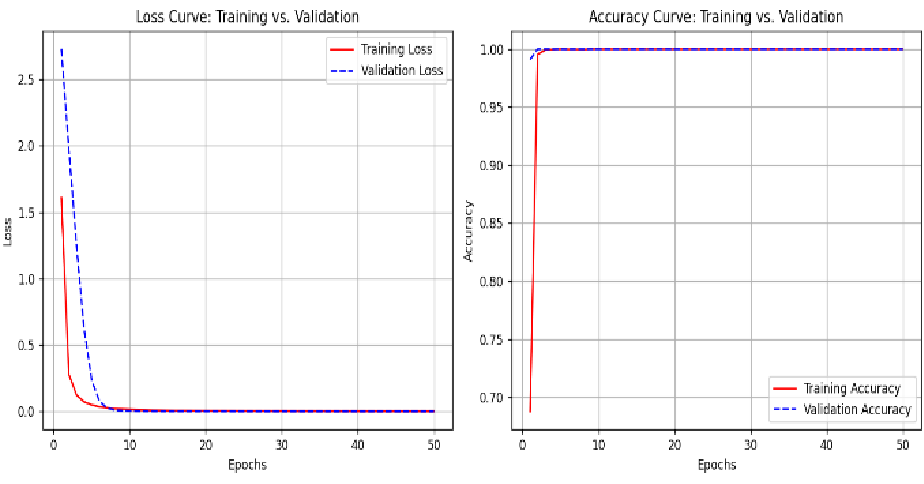 Loss Curve: Training vs. Validation
Training Loss
Validation Loss
2.5
2.0
1.5
1.0
0.5
0.0
Loss
0 10 20 30 40 50
Epochs
Accuracy Curve: Training vs. Validation
1.00
0.95
0.90
0.85
0.80
0.75
0.70
Accuracy
Training Accuracy
Validation Accuracy
0 10 20 30 40 50
Epochs